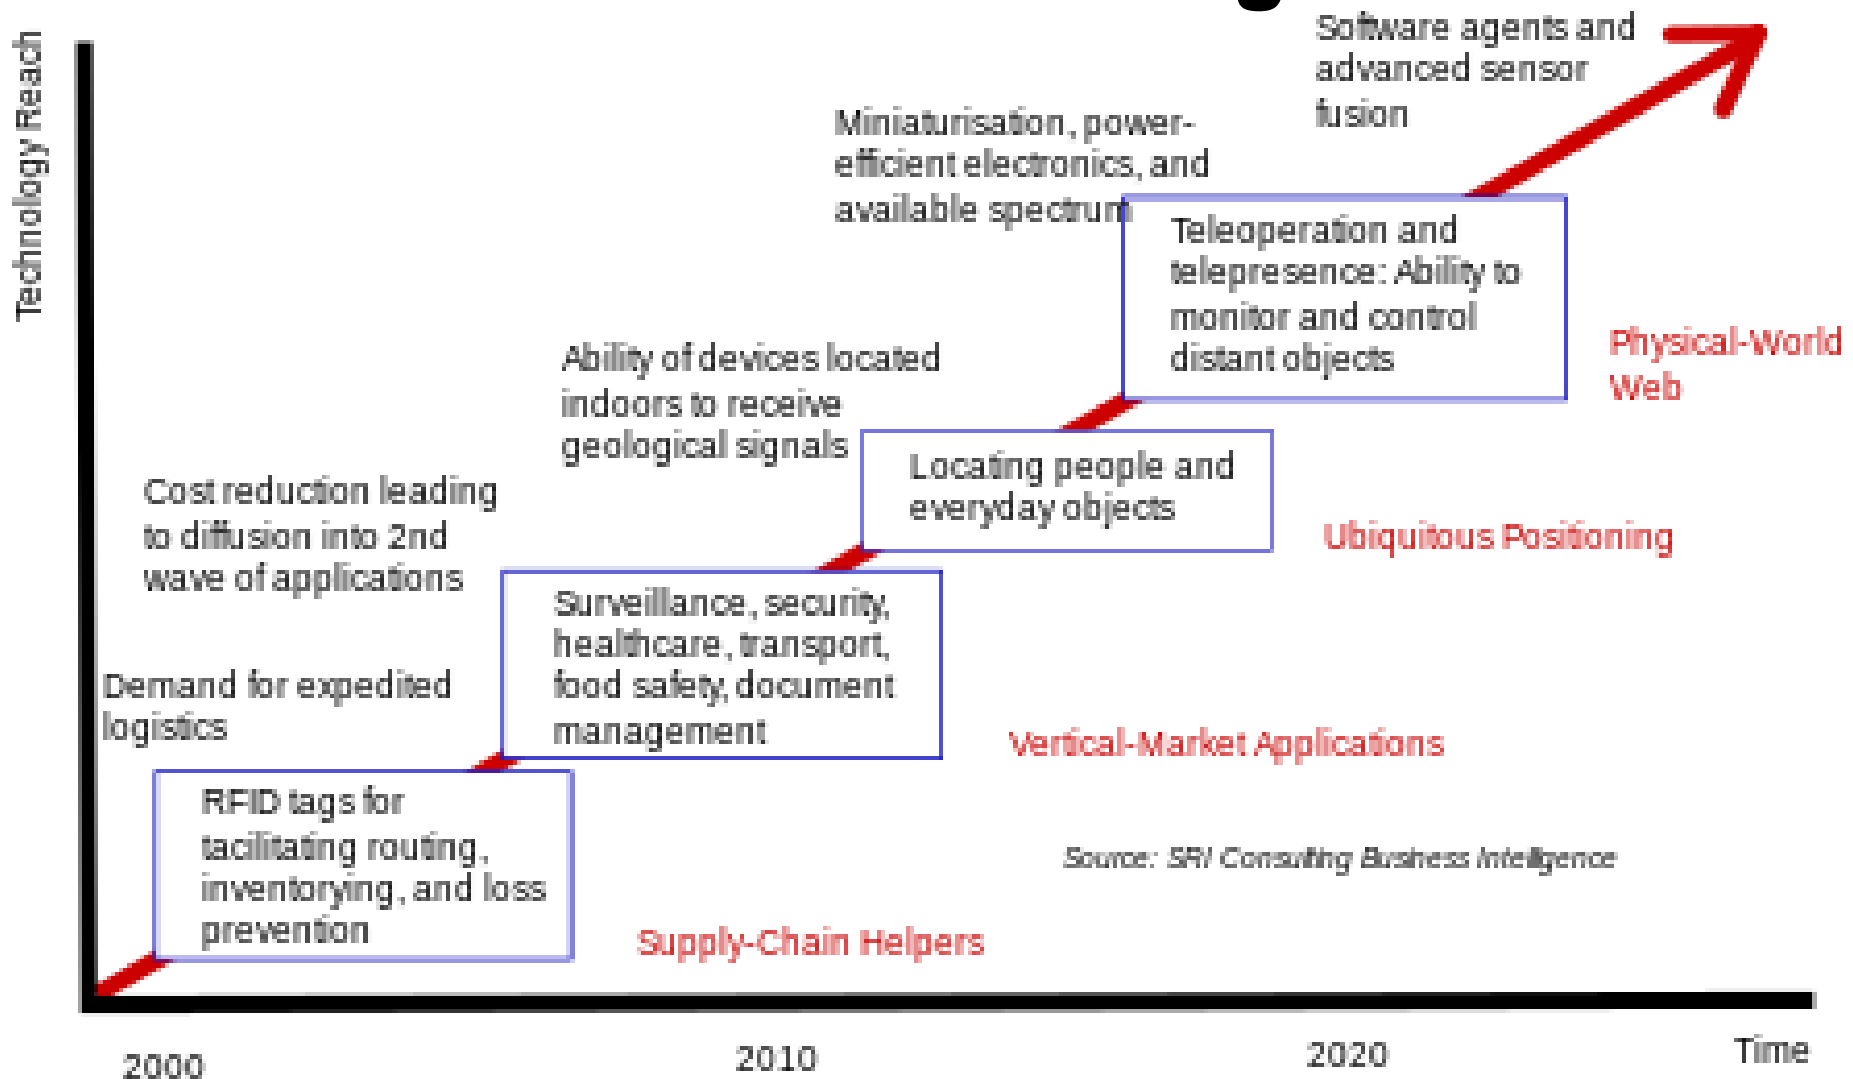 Software agents and
advanced sensor
fusion
Technology Reach
Miniaturisation, power-
efficient electronics, and
available spectrum
Teleoperation and
telepresence: Ability to
monitor and control
distant objects
Physical-World
Web
Ability of devices located
indoors to receive
geological signals
Locating people and
everyday objects
Ubiquitous Positioning
Cost reduction leading
to diffusion into 2nd
wave of applications
Surveillance, security,
healthcare, transport,
food safety, document
management
Vertical-Market Applications
Demand for expedited
logistics
RFID tags for
tacilitating routing,
inventorying, and loss
prevention
Supply-Chain Helpers
Source: SRI Consulting Business Intelligence
2000
2010
2020
Time